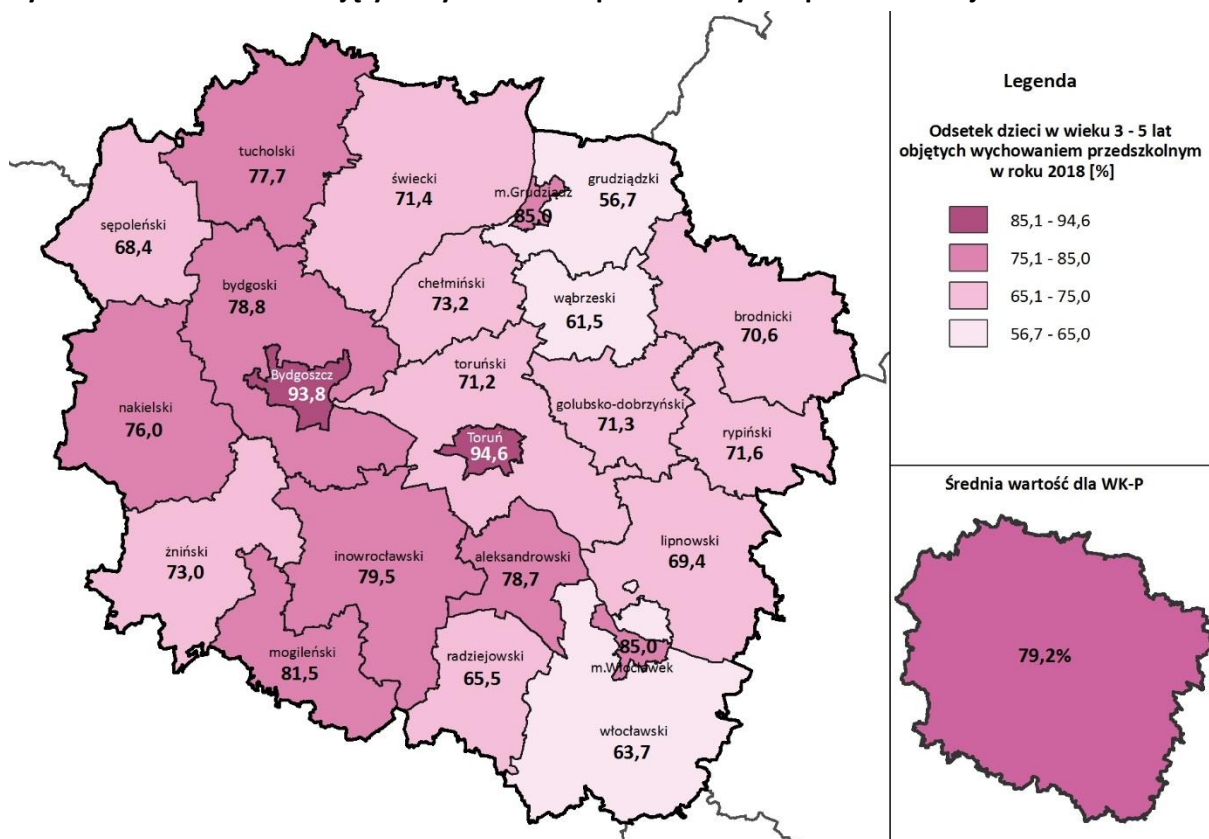 tucholski
77,7
świecki
71,4
m.Grudziądz
85,0
grudziądzki
56,7
sępoleński
68,4
bydgoski
78,8
chełmiński
73,2
wąbrzeski
61,5
brodnicki
70,6
Bydgoszcz
93,8
toruński
71,2
nakielski
76,0
golubsko-dobrzyński
71,3
rypiński
71,6
Toruń
94,6
żniński
73,0
inowrocławski
79,5
aleksandrowski
78,7
lipnowski
69,4
mogileński
81,5
radziejowski
65,5
85,0
m.Włocławek
włocławski
63,7
Legenda
Odsetek dzieci w wieku 3 - 5 lat
objętych wychowaniem przedszkolnym
w roku 2018 [%]
85,1 - 94,6
75,1 - 85,0
65,1 - 75,0
56,7 - 65,0
Średnia wartość dla WK-P
79,2%